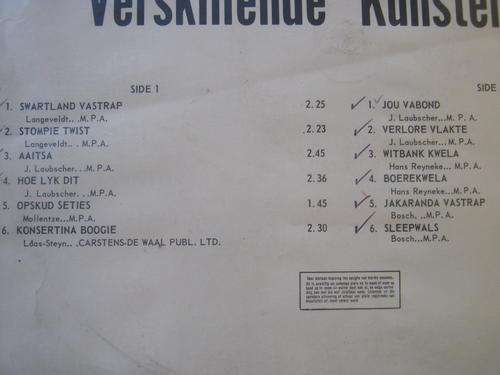 Verskillende Kunste
SIDE 1
1. SWARTLAND VASTRAP 2.25
Langeveldt.. .M.P.A.
2. STOMPIE TWIST 2.23
Langeveldt.. . M.P.A.
3. AAITSA 2.45
J. Laubscher.. .M.P.A.
4. HOE LYK DIT 2.36
J. Laubscher.. .M.P.A.
5. OPSKUD SETIES 1.45
Mollentze...M.P.A.
6. KONSERTINA BOOGIE 2.30
Ldas-Steyn.. .CARSTENS-DE WAAL PUBL. LTD.
SIDE
1. JOU VABOND
J. Laubscher...M. P. A.
2. VERLORE VLAKTE
J. Laubscher...M.P.A.
3. WITBANK KWELA
Hans Reyneke... M.P.A.
4. BOEREKWELA
Hans Reyneke...M.P.A.
5. JAKARANDA VASTRAP
Bosch. ..M.P.A.
6. SLEEPWALS
Bosch...M.P.A.